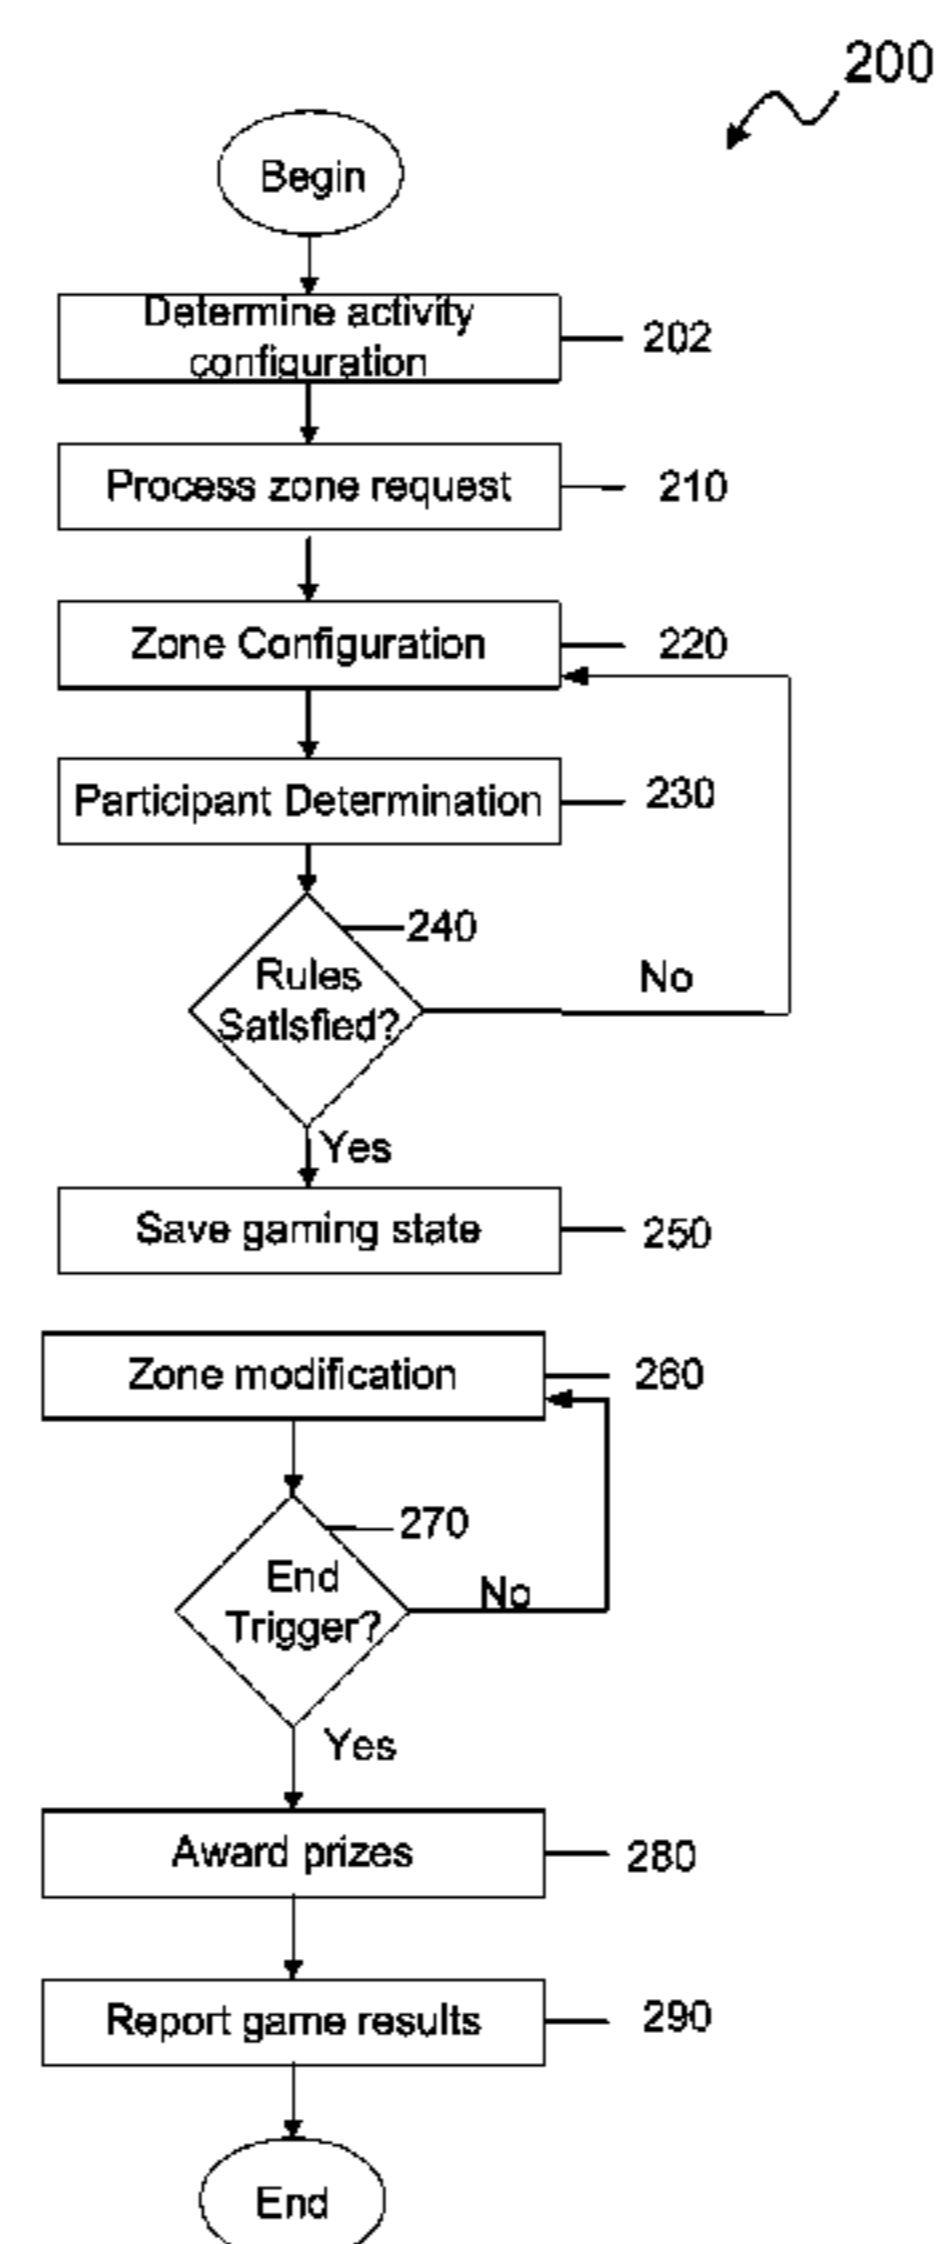 200
Begin
Determine activity
configuration
202
Process zone request
210
Zone Configuration
220
Participant Determination
230
240
Rules
Satisfied?
No
Yes
Save gaming state
250
Zone modification
260
270
End
Trigger?
No
Yes
Award prizes
280
Report game results
290
End